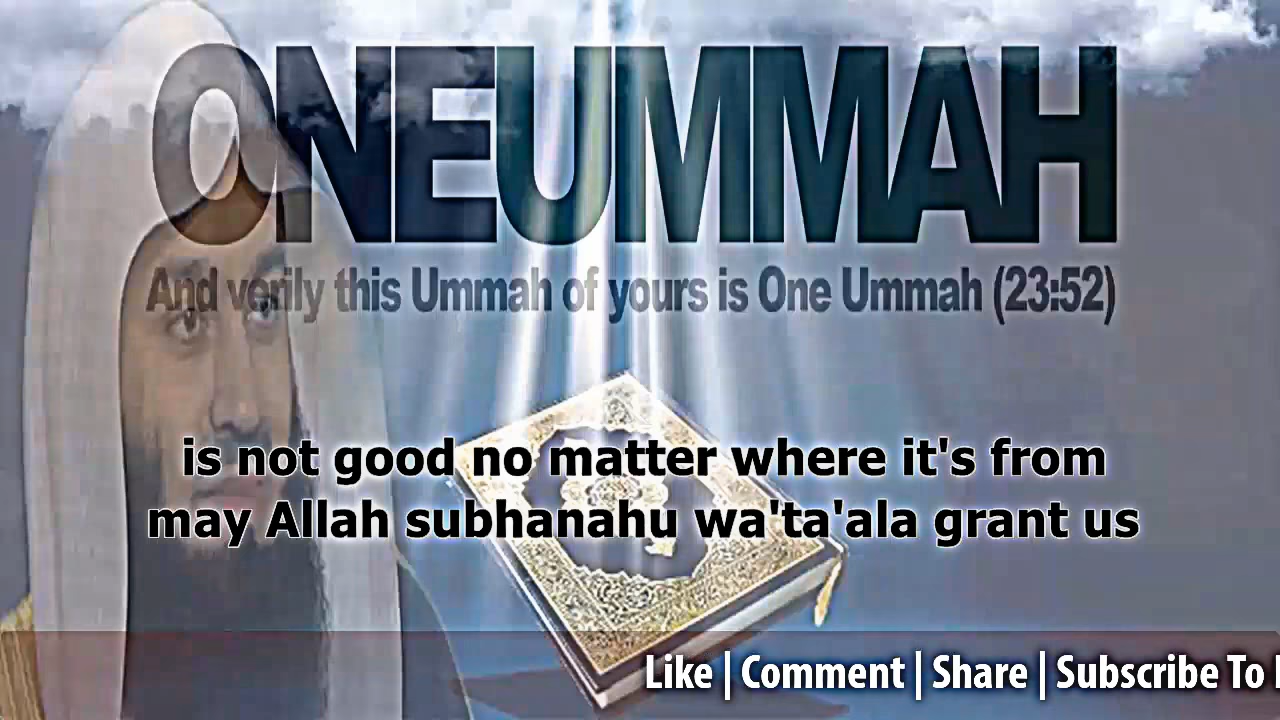 ONEUMMAH
And verily this Ummah of yours is One Ummah (23:52)
is not good no matter where it's from
may Allah subhanahu wa'ta'ala grant us
Like | Comment | Share | Subscribe To